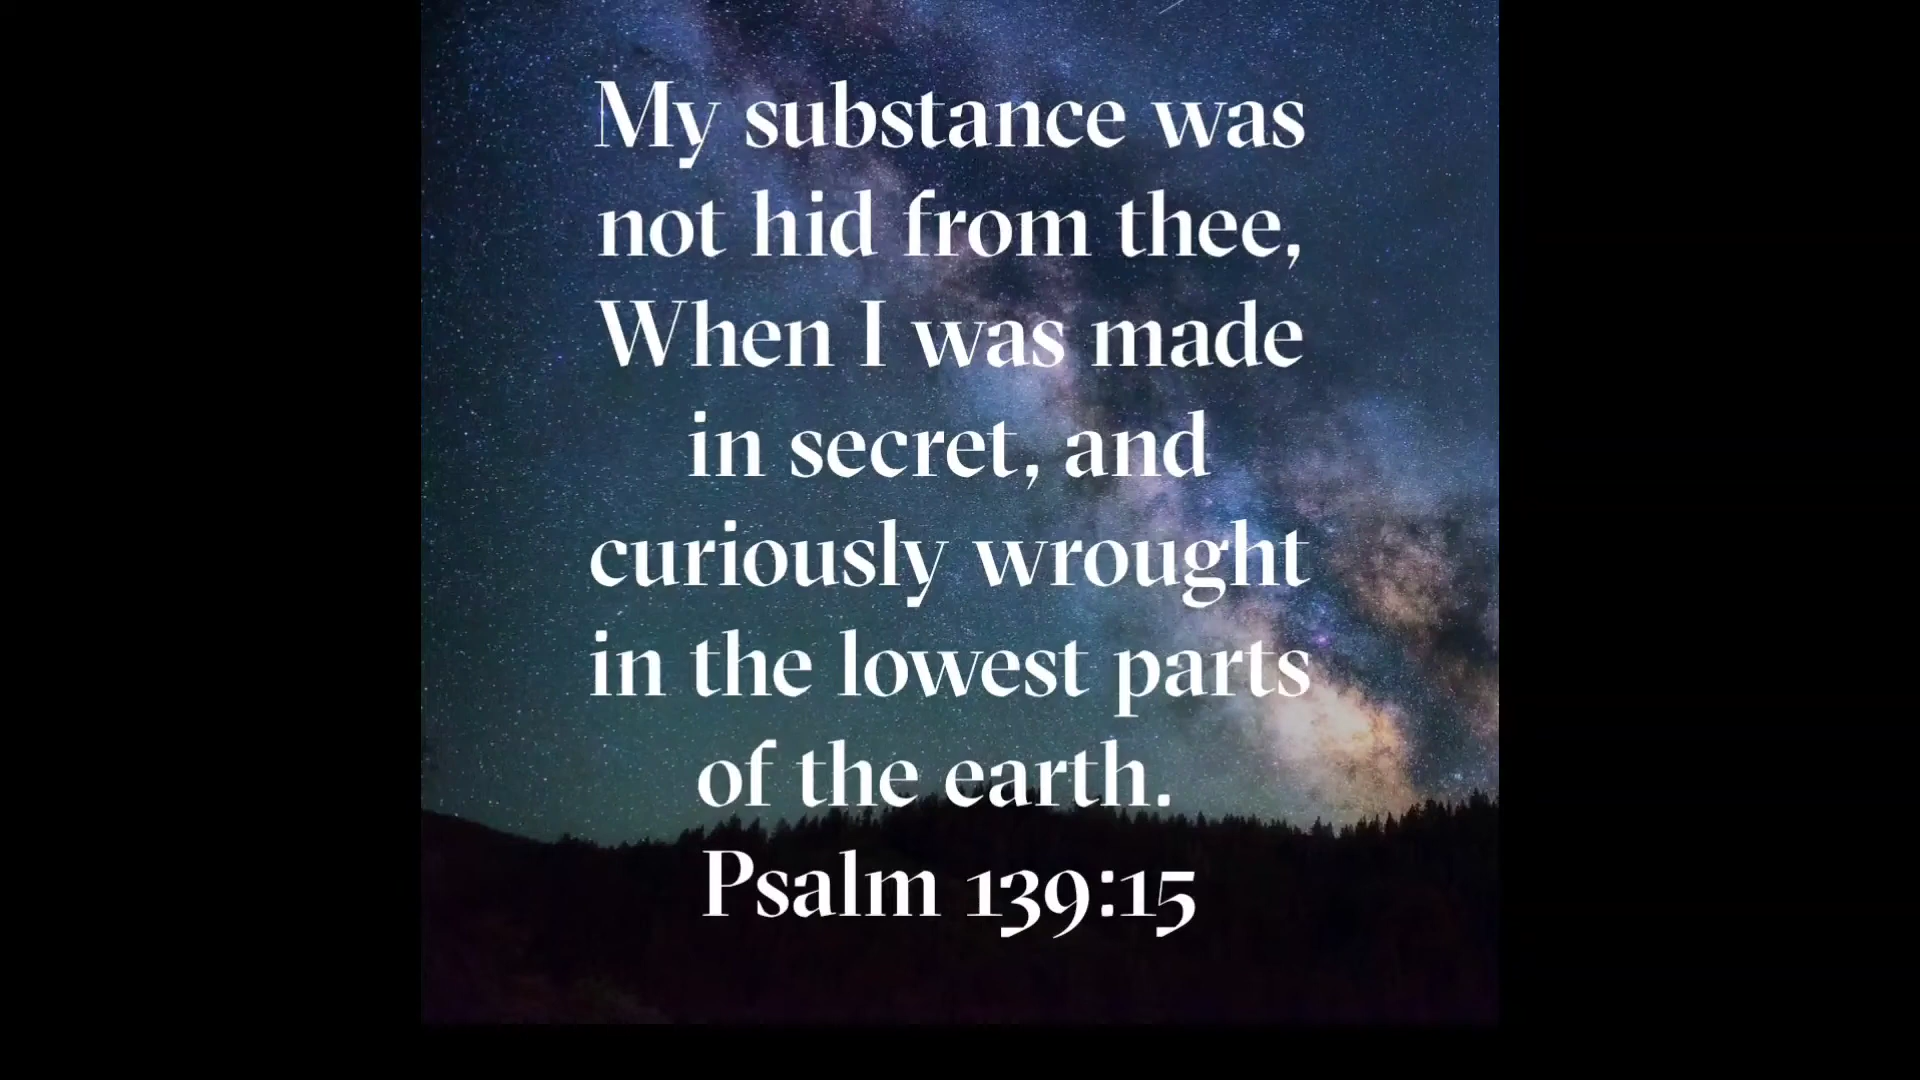 My substance was
not hid from thee,
When I was made
in secret, and
curiously wrought
in the lowest parts
of the earth.
Psalm 139:15